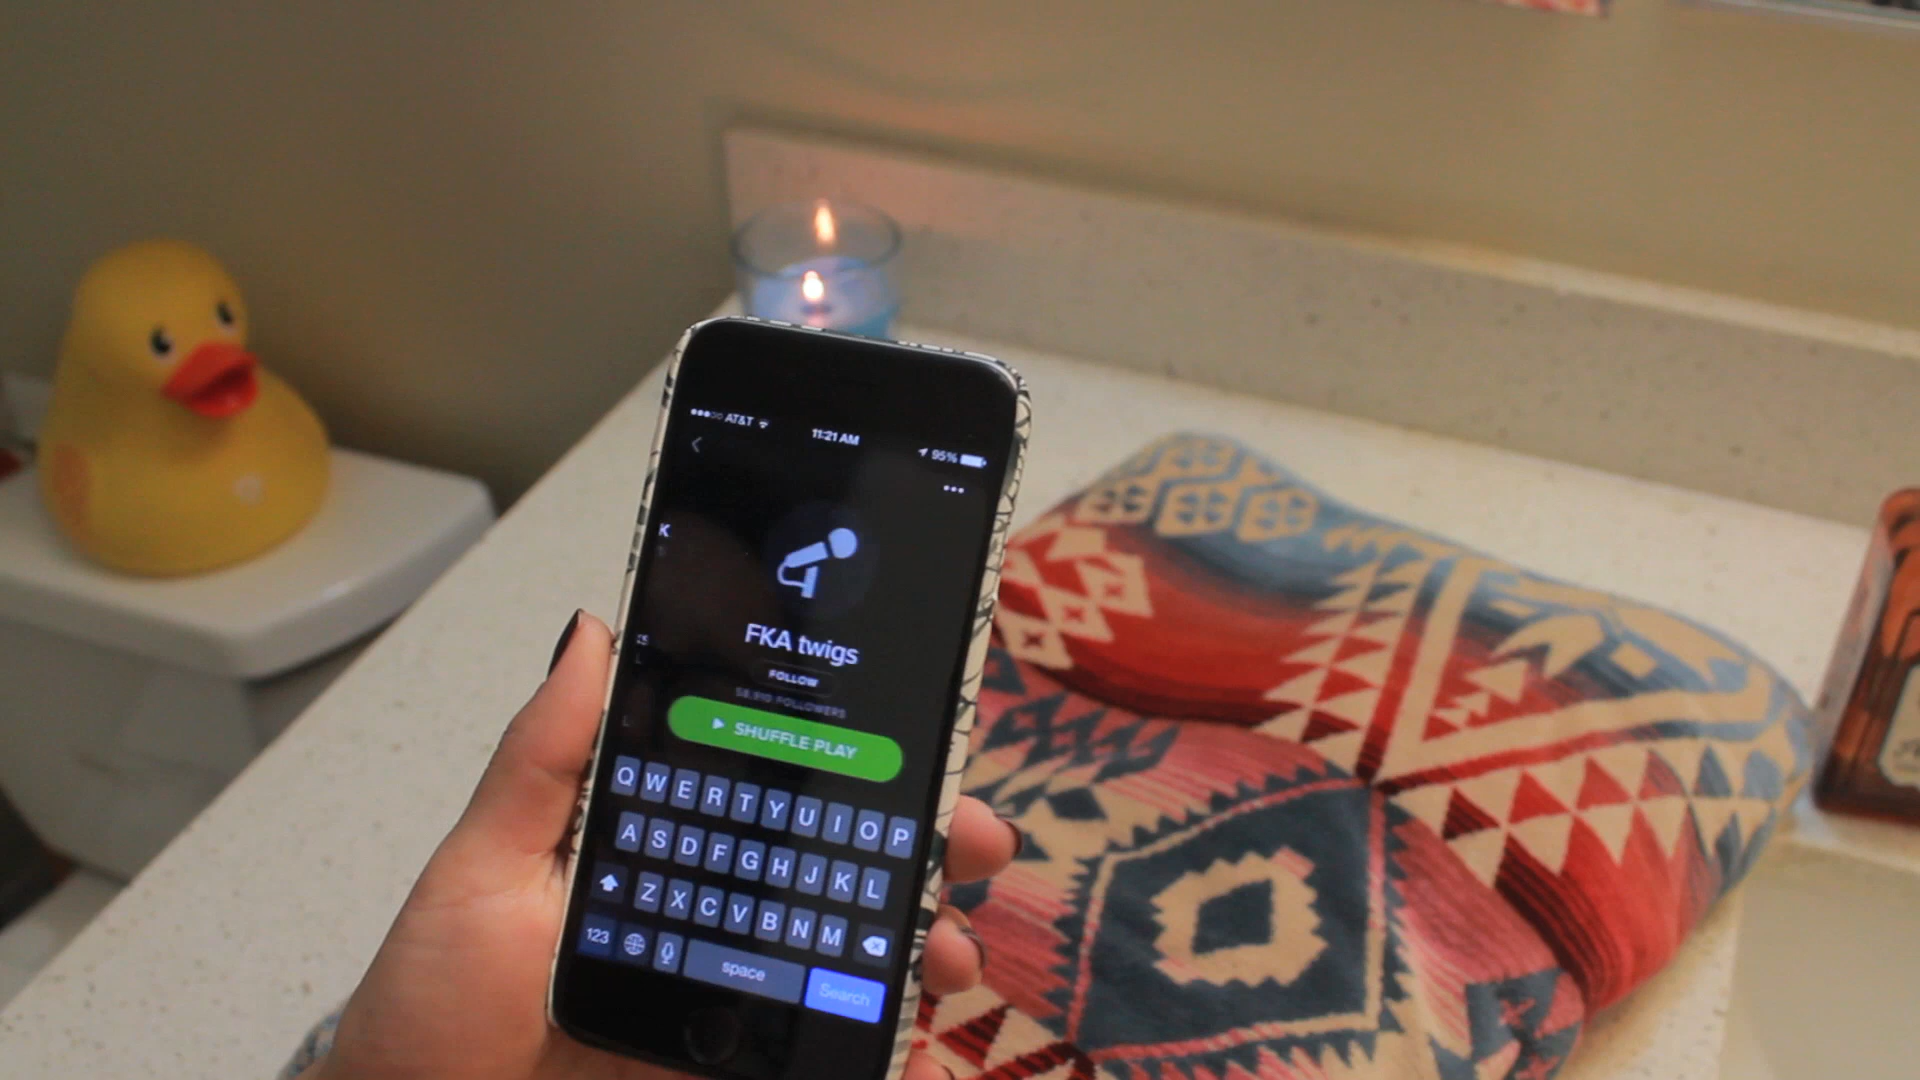 AT&T 11:21 AM 95%
K
FKA twigs
FOLLOW
SHUFFLE PLAY
Q W E R T Y U I O P
A S D F G H J K L
Z X C V B N M
123 space Search